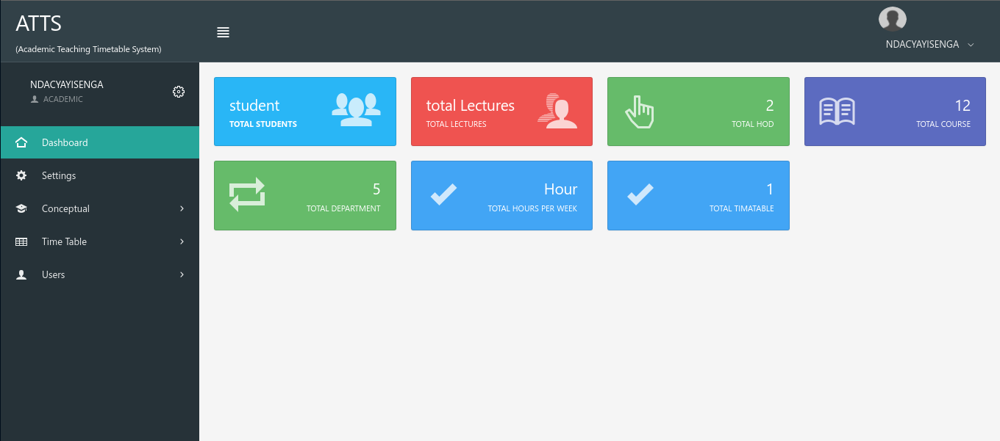 ATTS
(Academic Teaching Timetable System)
NDACYAYISENGA
NDACYAYISENGA
ACADEMIC
Dashboard
Settings
Conceptual
Time Table
Users
student
TOTAL STUDENTS
total Lectures
TOTAL LECTURES
2
TOTAL HOD
12
TOTAL COURSE
5
TOTAL DEPARTMENT
Hour
TOTAL HOURS PER WEEK
1
TOTAL TIMATABLE